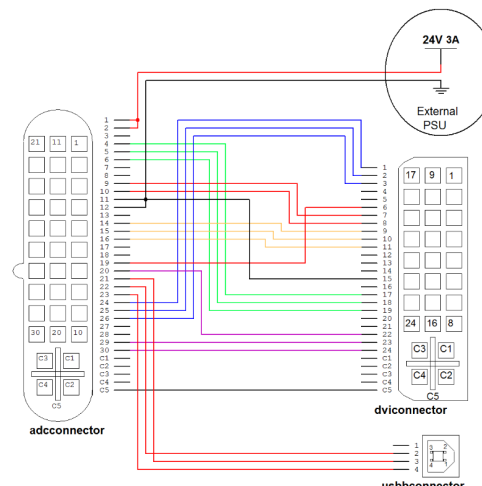 24V 3A
External
PSU
1
2
3
4
5
6
7
8
9
10
11
12
13
14
15
16
17
18
19
20
21
22
23
24
25
26
27
28
29
30
C1
C2
C3
C4
C5
21 11 1
30 20 10
C3 C1
C4 C2
C5
adcconnector
1
2
3
4
5
6
7
8
9
10
11
12
13
14
15
16
17
18
19
20
21
22
23
24
C1
C2
C3
C4
C5
17 9 1
24 16 8
C3 C1
C4 C2
C5
dviconnector
1
2
3
4
3 2
4 1
usbbconnector